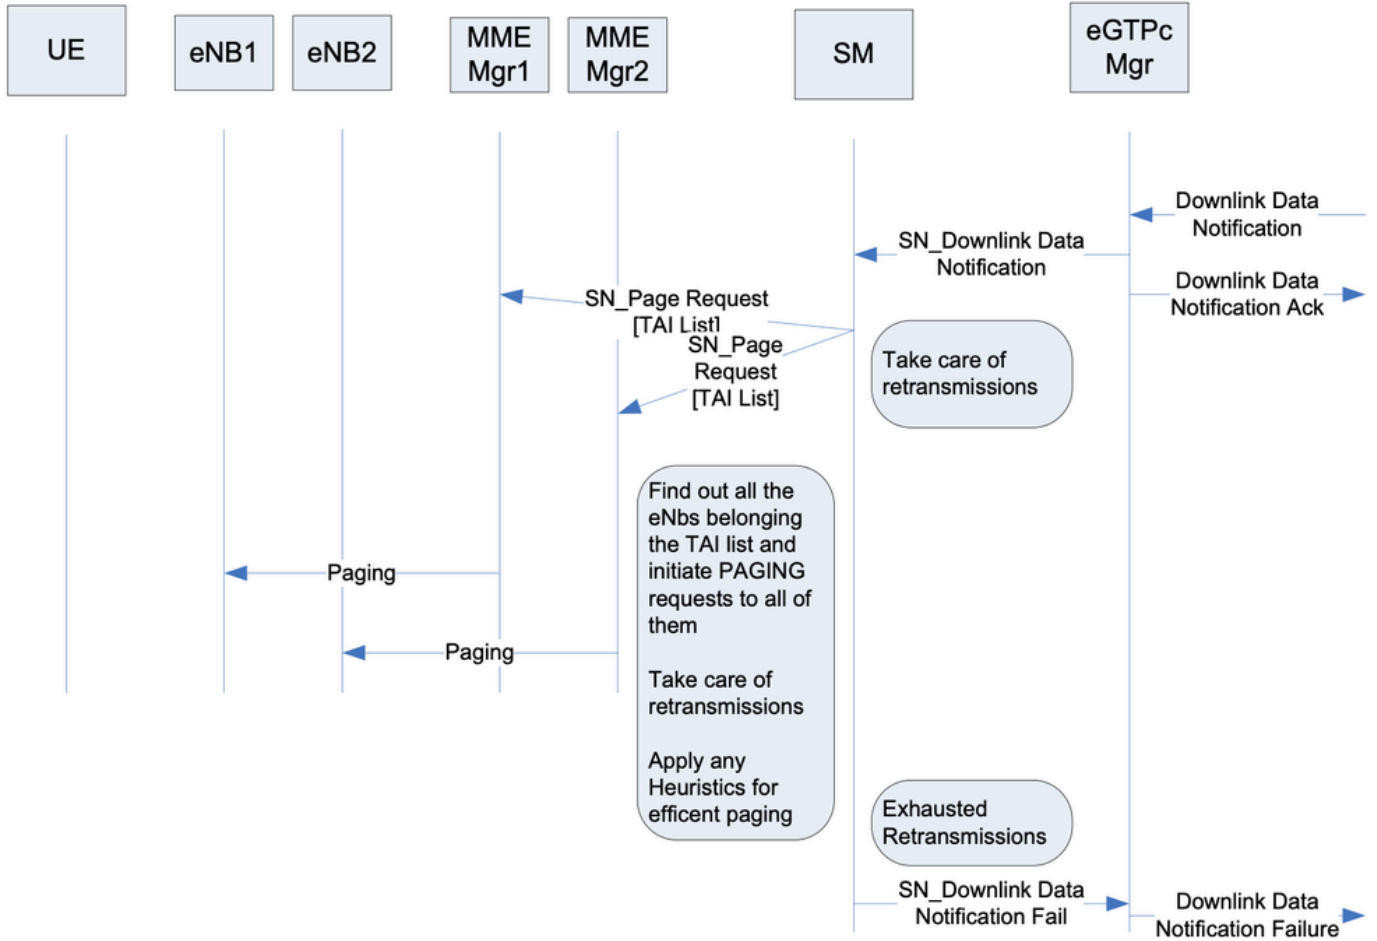 UE
eNB1
eNB2
MME
Mgr1
MME
Mgr2
SM
eGTPc
Mgr
Downlink Data
Notification
SN_Downlink Data
Notification
Downlink Data
Notification Ack
SN_Page Request
[TAI List]
SN_Page
Request
[TAI List]
Take care of
retransmissions
Find out all the
eNbs belonging
the TAI list and
initiate PAGING
requests to all of
them
Take care of
retransmissions
Apply any
Heuristics for
efficent paging
Paging
Paging
Exhausted
Retransmissions
SN_Downlink Data
Notification Fail
Downlink Data
Notification Failure